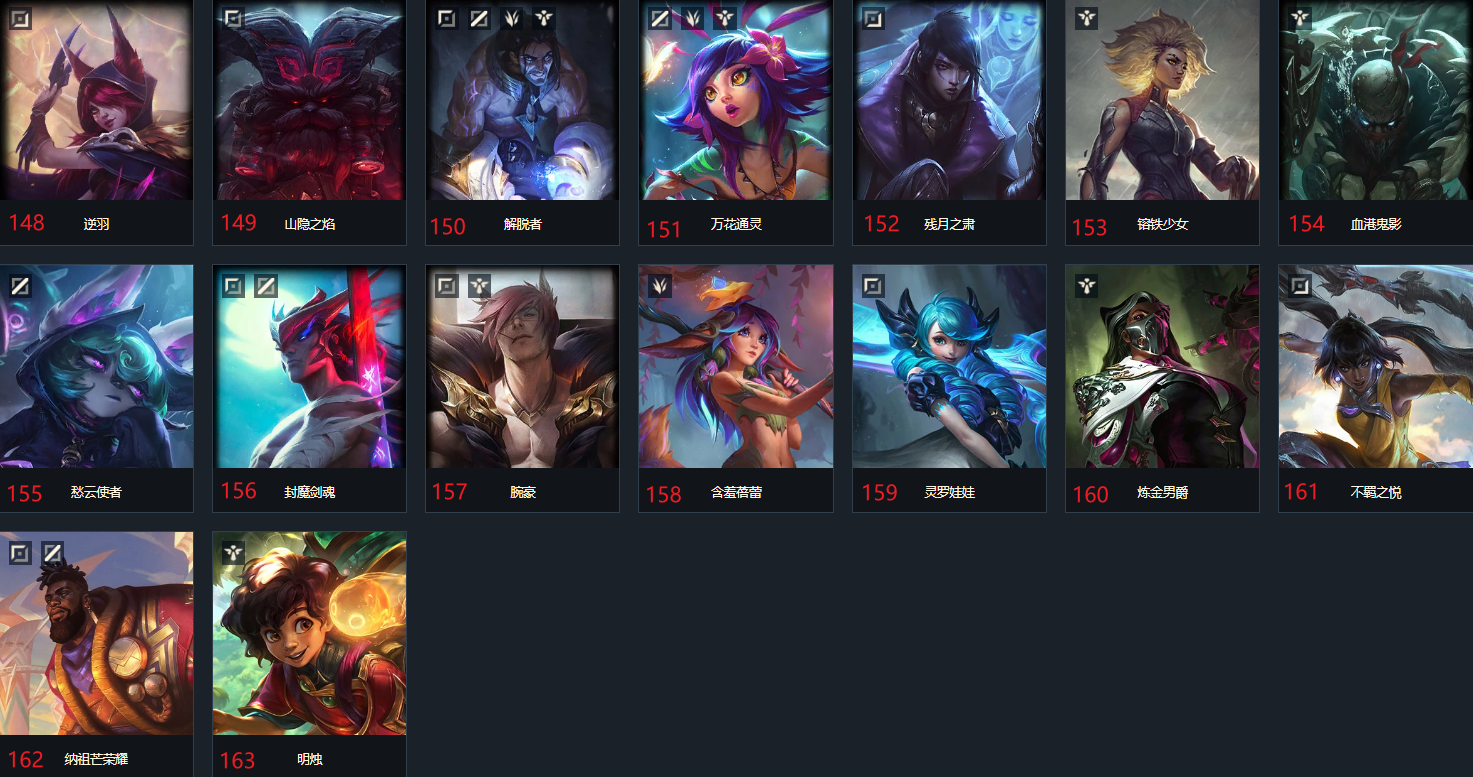 148 逆羽
149 山隐之焰
150 解脱者
151 万花通灵
152 残月之肃
153 镕铁少女
154 血港鬼影
155 愁云使者
156 封魔剑魂
157 腕豪
158 含羞蓓蕾
159 灵罗娃娃
160 炼金男爵
161 不羁之悦
162 纳祖芒荣耀
163 明烛